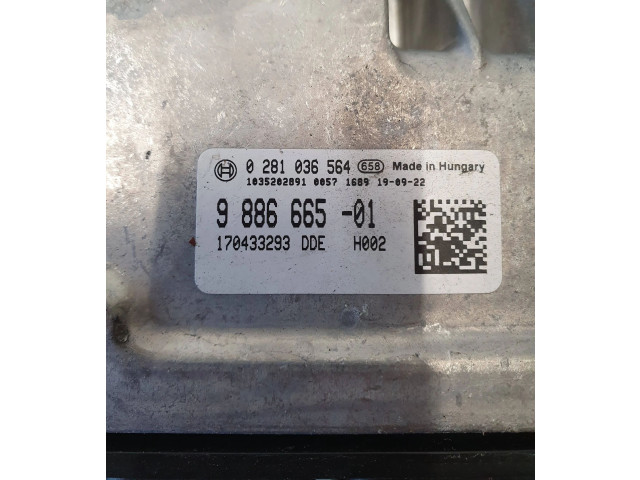 0 281 036 564 658 Made in Hungary
1035202891 0057 1689 19-09-22
9 886 665 -01
170433293 DDE H002